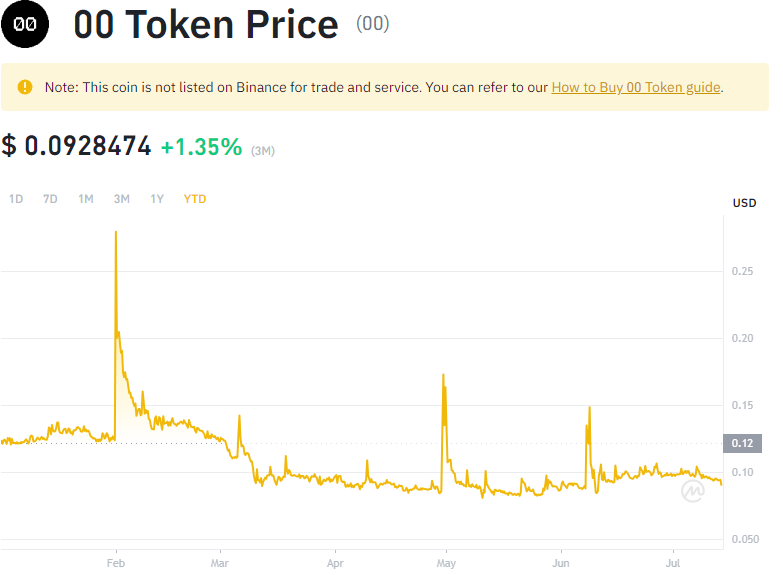 00 00 Token Price (00)
Note: This coin is not listed on Binance for trade and service. You can refer to our How to Buy 00 Token guide.
$ 0.0928474 +1.35% (3M)
1D 7D 1M 3M 1Y YTD
USD
0.25
0.20
0.15
0.12
0.10
0.050
Feb Mar Apr May Jun Jul